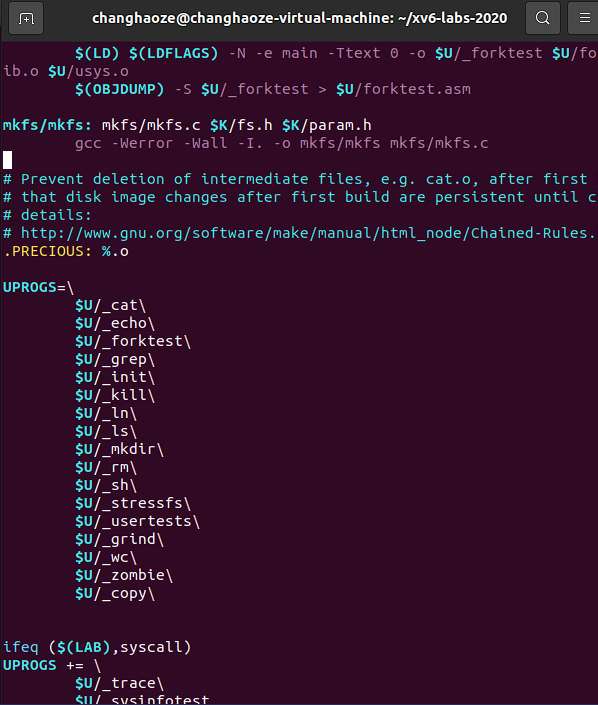 changhaoze@changhaoze-virtual-machine: ~/xv6-labs-2020
$(LD) $(LDFLAGS) -N -e main -Ttext 0 -o $U/_forktest $U/fo
ib.o $U/usys.o
$(OBJDUMP) -S $U/_forktest > $U/forktest.asm
mkfs/mkfs: mkfs/mkfs.c $K/fs.h $K/param.h
gcc -Werror -Wall -I. -o mkfs/mkfs mkfs/mkfs.c
# Prevent deletion of intermediate files, e.g. cat.o, after first
# that disk image changes after first build are persistent until c
# details:
# http://www.gnu.org/software/make/manual/html_node/Chained-Rules.
.PRECIOUS: %.o
UPROGS=\
$U/_cat\
$U/_echo\
$U/_forktest\
$U/_grep\
$U/_init\
$U/_kill\
$U/_ln\
$U/_ls\
$U/_mkdir\
$U/_rm\
$U/_sh\
$U/_stressfs\
$U/_usertests\
$U/_grind\
$U/_wc\
$U/_zombie\
$U/_copy\
ifeq ($(LAB),syscall)
UPROGS += \
$U/_trace\
$U/_sysinfotest